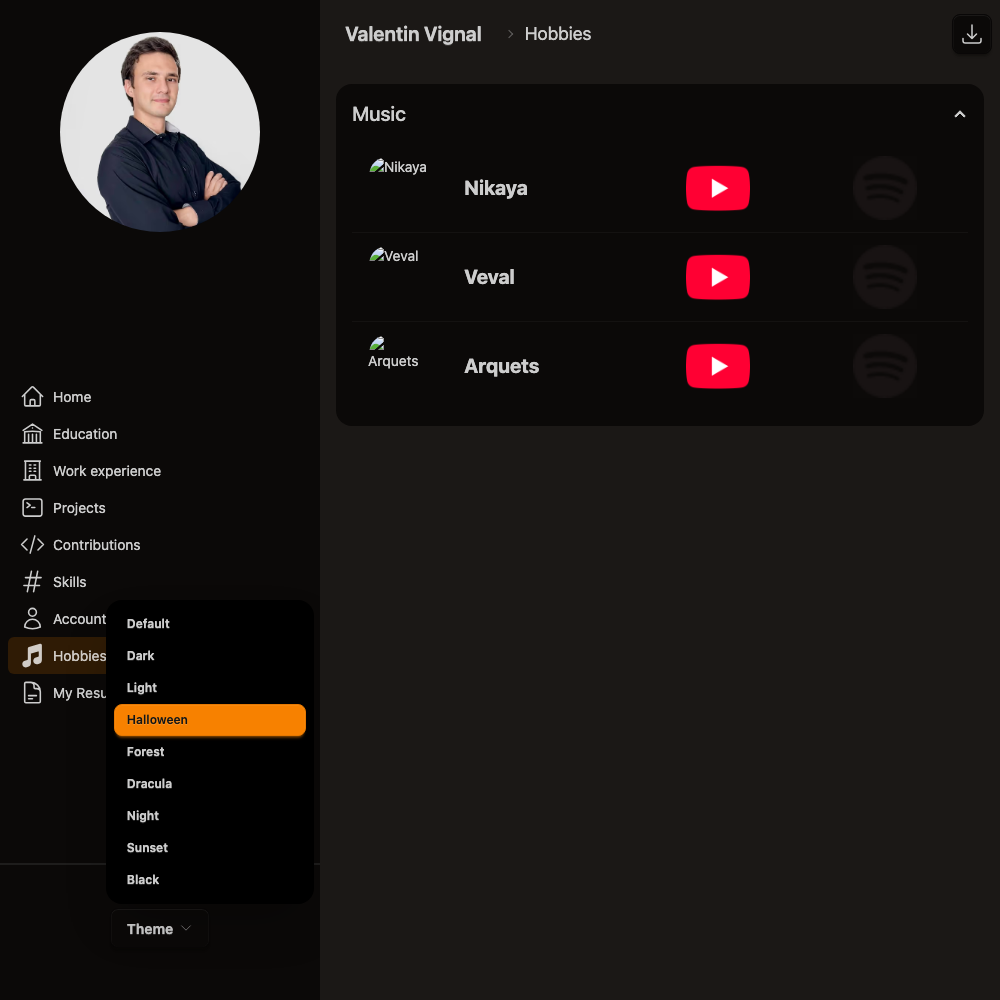 Valentin Vignal
Hobbies
Music
Nikaya
Nikaya
Veval
Veval
Arquets
Arquets
Home
Education
Work experience
Projects
Contributions
Skills
Account
Hobbies
My Resu
Default
Dark
Light
Halloween
Forest
Dracula
Night
Sunset
Black
Theme